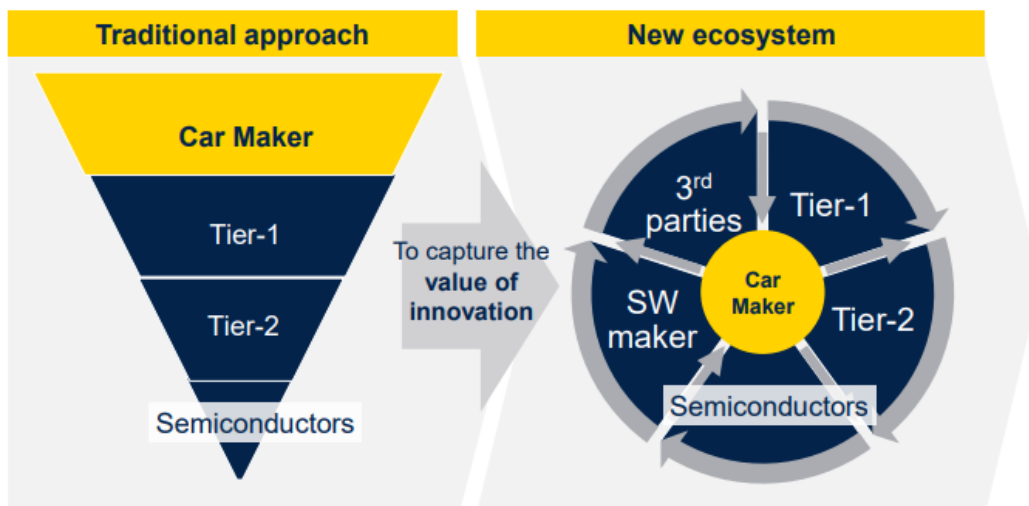 Traditional approach
Car Maker
Tier-1
Tier-2
Semiconductors
To capture the
value of
innovation
New ecosystem
3rd
parties
Tier-1
Car
Maker
SW
maker
Tier-2
Semiconductors